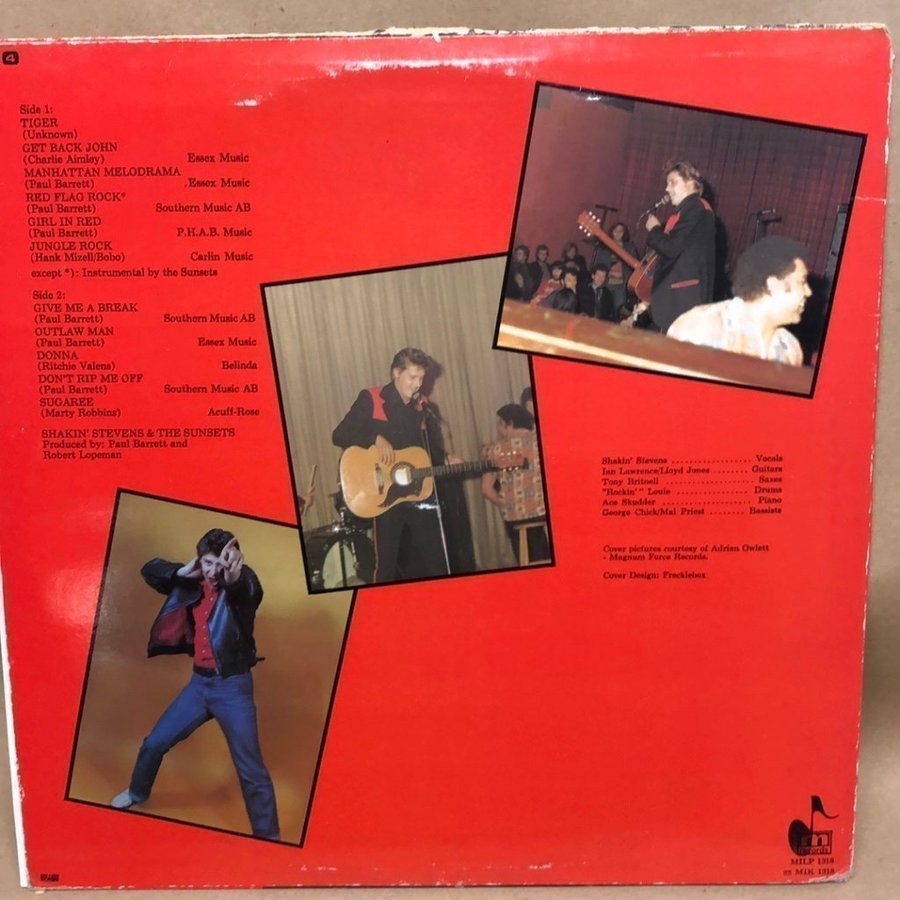 4
Side 1:
TIGER
(Unknown)
GET BACK JOHN
(Charlie Aimley) Essex Music
MANHATTAN MELODRAMA
(Paul Barrett) Essex Music
RED FLAG ROCK*
(Paul Barrett) Southern Music AB
GIRL IN RED
(Paul Barrett) P.H.A.B. Music
JUNGLE ROCK
(Hank Mizell/Bobo) Carlin Music
except *): Instrumental by the Sunsets
Side 2:
GIVE ME A BREAK
(Paul Barrett) Southern Music AB
OUTLAW MAN
(Paul Barrett) Essex Music
DONNA
(Ritchie Valens) Belinda
DON'T RIP ME OFF
(Paul Barrett) Southern Music AB
SUGAREE
(Marty Robbins) Acuff-Rose
SHAKIN' STEVENS & THE SUNSETS
Produced by: Paul Barrett and
Robert Lopeman
Shakin' Stevens .................. Vocals
Ian Lawrence/Lloyd Jones ........ Guitars
Tony Britnell .................... Saxes
"Rockin'" Louie ................. Drums
Ace Skudder ..................... Piano
George Chick/Mal Priest ........ Bassists
Cover pictures courtesy of Adrian Owlett
- Magnum Force Records.
Cover Design: Frecklebox
rm
records
MILP 1318
MIK 1318